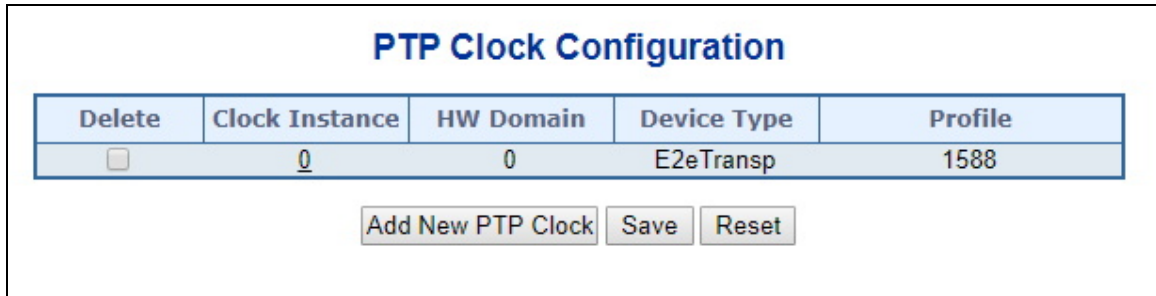 PTP Clock Configuration
Delete Clock Instance HW Domain Device Type Profile
0 0 E2eTransp 1588
Add New PTP Clock Save Reset